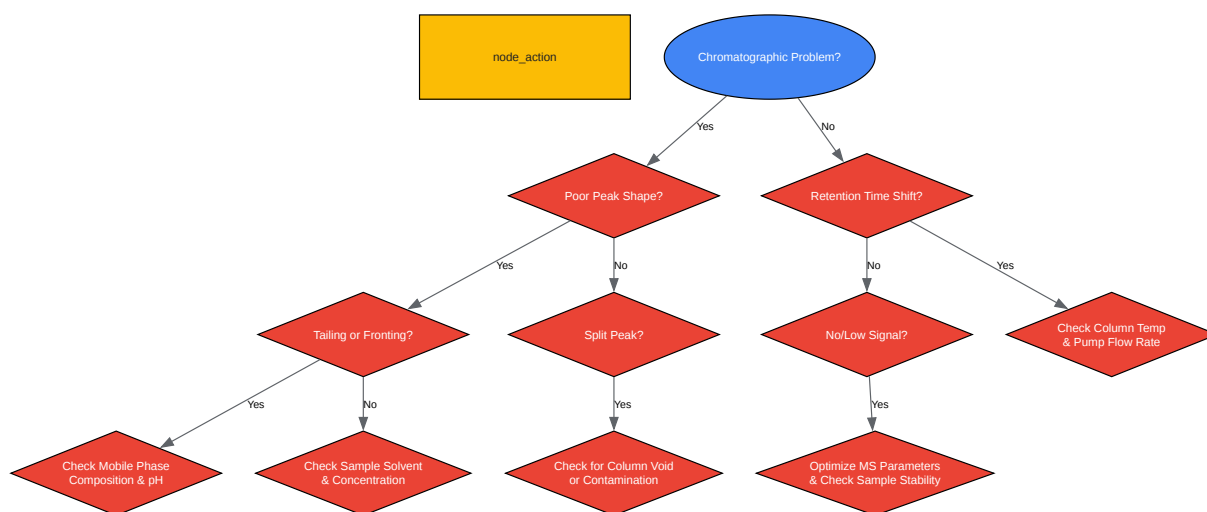 node_action
Chromatographic Problem?
Yes
No
Poor Peak Shape?
Retention Time Shift?
Yes
No
No
Yes
Tailing or Fronting?
Split Peak?
No/Low Signal?
Check Column Temp
& Pump Flow Rate
Yes
No
Yes
Yes
Check Mobile Phase
Composition & pH
Check Sample Solvent
& Concentration
Check for Column Void
or Contamination
Optimize MS Parameters
& Check Sample Stability